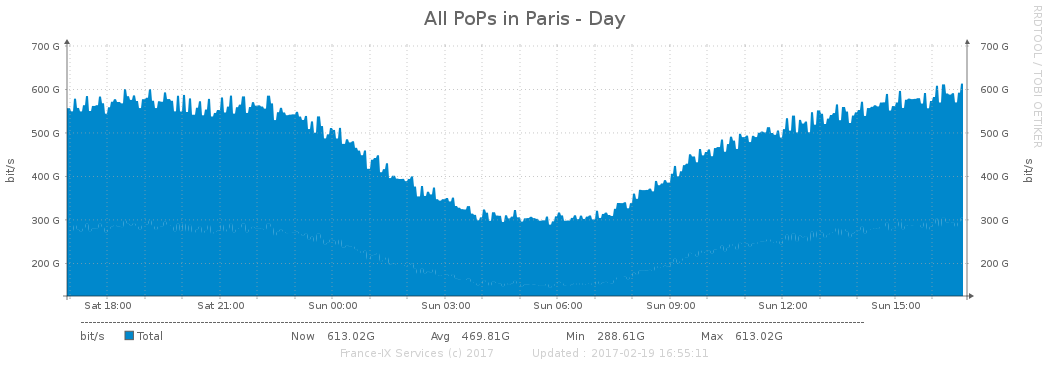 All PoPs in Paris - Day
RRDTOOL / TOBI OETIKER
700 G 700 G
600 G 600 G
500 G 500 G
400 G 400 G
300 G 300 G
200 G 200 G
bit/s bit/s
Sat 18:00 Sat 21:00 Sun 00:00 Sun 03:00 Sun 06:00 Sun 09:00 Sun 12:00 Sun 15:00
bit/s Total Now 613.02G Avg 469.81G Min 288.61G Max 613.02G
France-IX Services (c) 2017 Updated : 2017-02-19 16:55:11